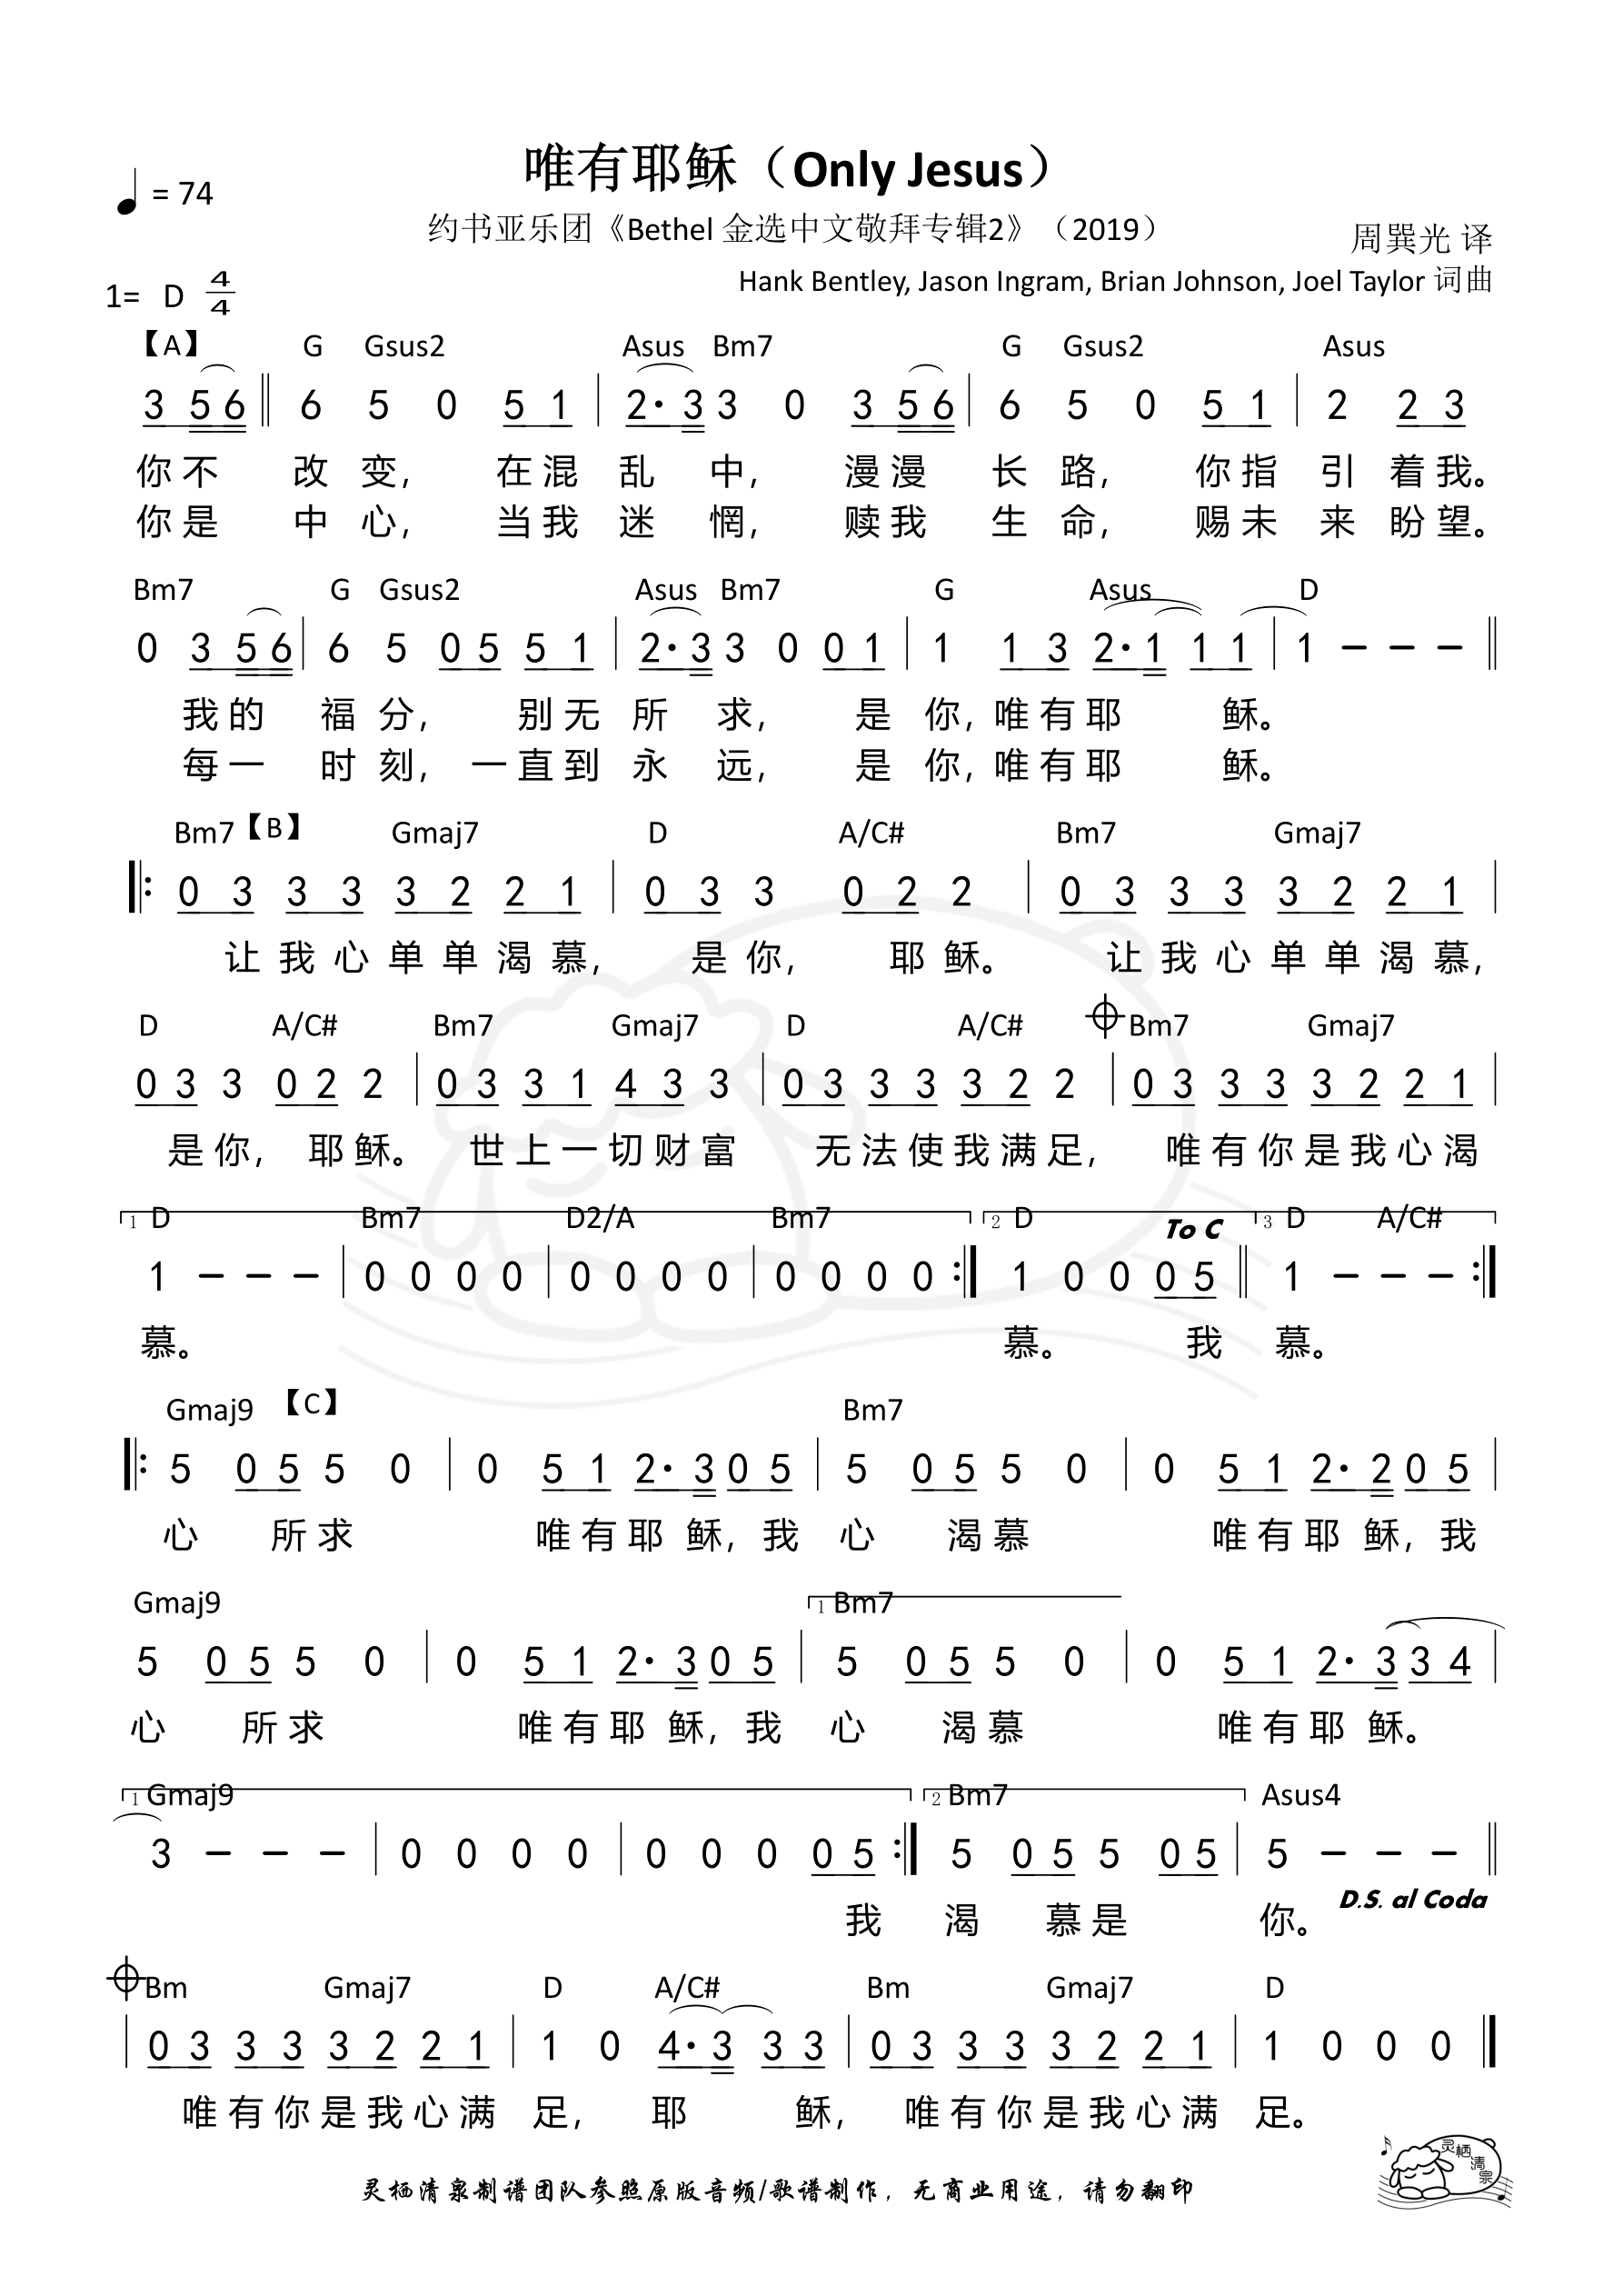 唯有耶稣（Only Jesus）
♩ = 74
约书亚乐团《Bethel 金选中文敬拜专辑2》（2019）
周巽光 译
Hank Bentley, Jason Ingram, Brian Johnson, Joel Taylor 词曲
1= D 4/4
【A】 G Gsus2 Asus Bm7 G Gsus2 Asus
3 5 6 ‖ 6 5 0 5 1 | 2· 3 3 0 3 5 6 | 6 5 0 5 1 | 2 2 3
你不 改 变， 在混 乱 中， 漫漫 长 路， 你指 引 着我。
你是 中 心， 当我 迷 惘， 赎我 生 命， 赐未 来 盼望。
Bm7 G Gsus2 Asus Bm7 G Asus D
0 3 5 6 | 6 5 0 5 5 1 | 2· 3 3 0 0 1 | 1 1 3 2· 1 1 1 | 1 – – – ‖
我的 福 分， 别无 所 求， 是 你，唯有耶 稣。
每一 时 刻，一直到 永 远， 是 你，唯有耶 稣。
Bm7 【B】 Gmaj7 D A/C# Bm7 Gmaj7
‖: 0 3 3 3 3 2 2 1 | 0 3 3 0 2 2 | 0 3 3 3 3 2 2 1 |
让我心单单渴慕， 是你， 耶稣。 让我心单单渴慕，
D A/C# Bm7 Gmaj7 D A/C# Bm7 Gmaj7
0 3 3 0 2 2 | 0 3 3 1 4 3 3 | 0 3 3 3 3 2 2 | 0 3 3 3 3 2 2 1 |
是你， 耶稣。 世上一切财富 无法使我满足， 唯有你是我心渴
1 D Bm7 D2/A Bm7 2 D To C 3 D A/C#
1 – – – | 0 0 0 0 | 0 0 0 0 | 0 0 0 0 :‖ 1 0 0 0 5 ‖ 1 – – – :‖
慕。 慕。 我 慕。
Gmaj9 【C】 Bm7
‖: 5 0 5 5 0 | 0 5 1 2· 3 0 5 | 5 0 5 5 0 | 0 5 1 2· 2 0 5 |
心 所求 唯有耶 稣，我 心 渴慕 唯有耶 稣，我
Gmaj9 1 Bm7
5 0 5 5 0 | 0 5 1 2· 3 0 5 | 5 0 5 5 0 | 0 5 1 2· 3 3 4 |
心 所求 唯有耶 稣，我 心 渴慕 唯有耶 稣。
1 Gmaj9 2 Bm7 Asus4
3 – – – | 0 0 0 0 | 0 0 0 0 5 :‖ 5 0 5 5 0 5 | 5 – – – ‖
我 渴 慕是 你。 D.S. al Coda
Bm Gmaj7 D A/C# Bm Gmaj7 D
| 0 3 3 3 3 2 2 1 | 1 0 4· 3 3 3 | 0 3 3 3 3 2 2 1 | 1 0 0 0 ‖
唯有你是我心满 足， 耶 稣， 唯有你是我心满 足。
灵栖清泉制谱团队参照原版音频/歌谱制作，无商业用途，请勿翻印
灵栖清泉